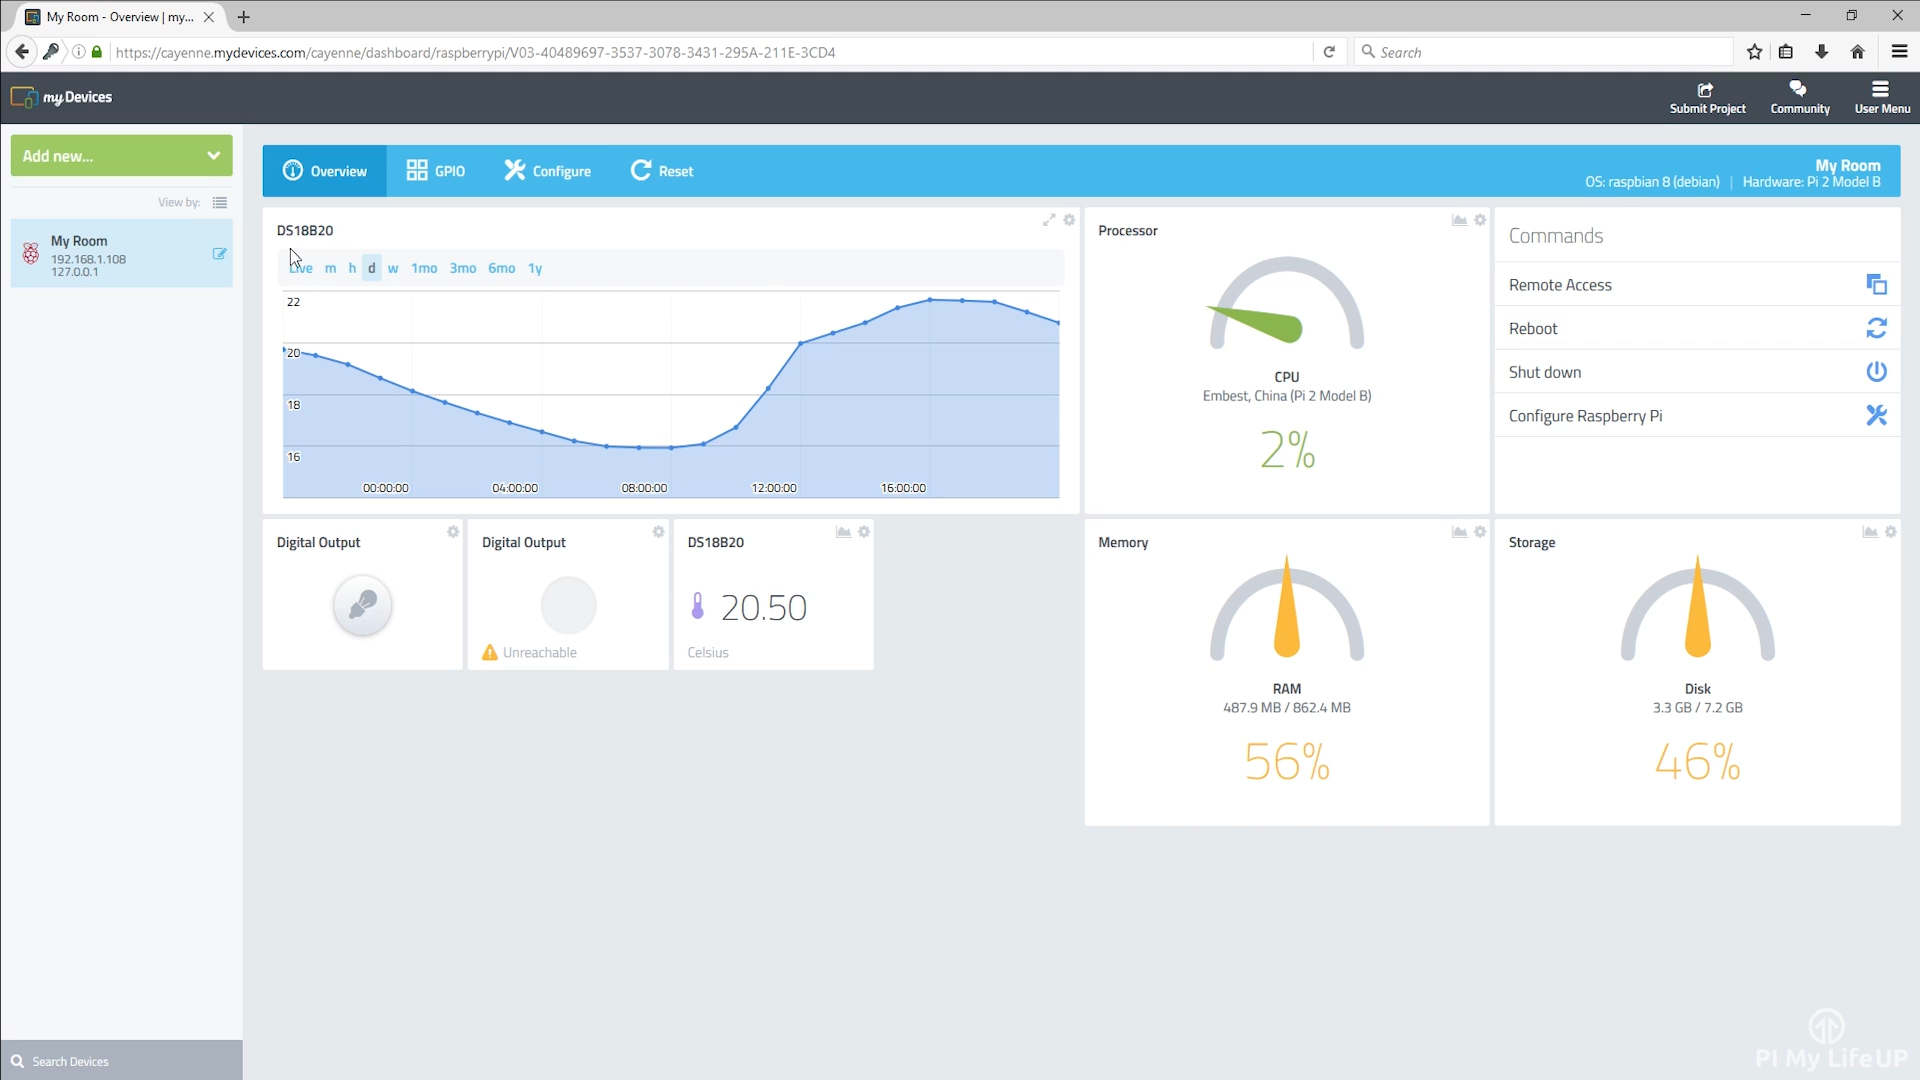 My Room - Overview | my...
https://cayenne.mydevices.com/cayenne/dashboard/raspberrypi/V03-40489697-3537-3078-3431-295A-211E-3CD4
Search
myDevices
Submit Project
Community
User Menu
Add new...
View by:
My Room
192.168.1.108
127.0.0.1
Overview
GPIO
Configure
Reset
My Room
OS: raspbian 8 (debian) | Hardware: Pi 2 Model B
DS18B20
Live m h d w 1mo 3mo 6mo 1y
22
20
18
16
00:00:00 04:00:00 08:00:00 12:00:00 16:00:00
Processor
CPU
Embest, China (Pi 2 Model B)
2%
Commands
Remote Access
Reboot
Shut down
Configure Raspberry Pi
Digital Output
Digital Output
Unreachable
DS18B20
20.50
Celsius
Memory
RAM
487.9 MB / 862.4 MB
56%
Storage
Disk
3.3 GB / 7.2 GB
46%
Search Devices
PI My LifeUP